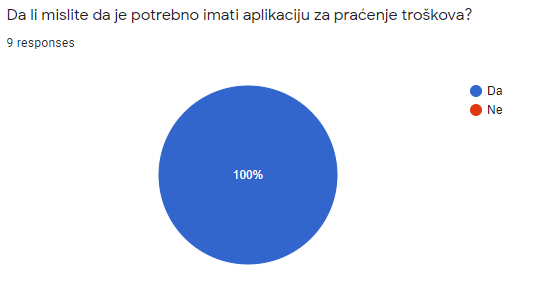 Da li mislite da je potrebno imati aplikaciju za praćenje troškova?
9 responses
Da
Ne
100%